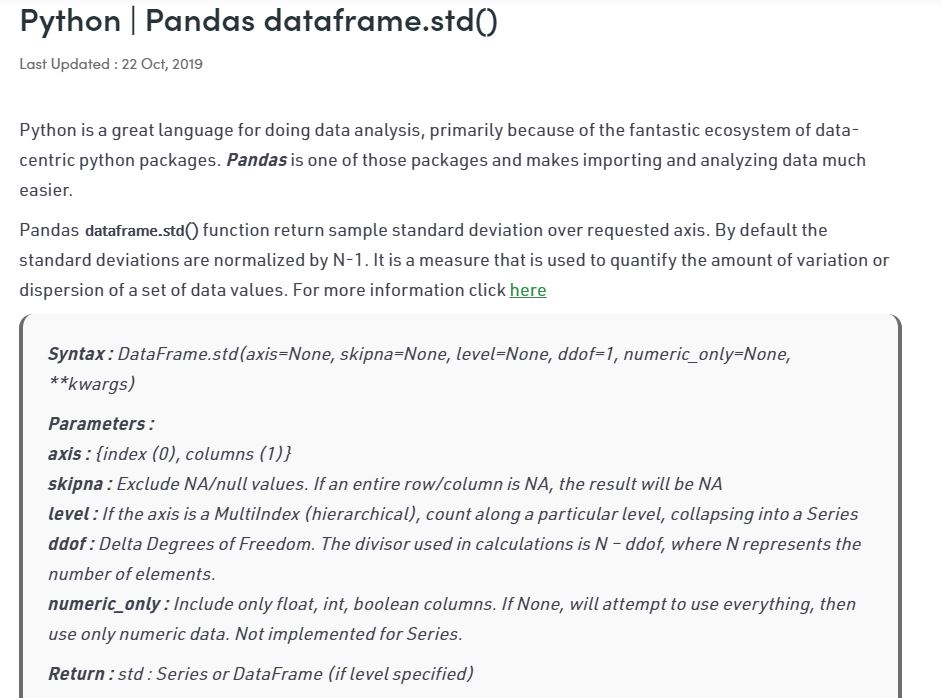 Python | Pandas dataframe.std()
Last Updated : 22 Oct, 2019
Python is a great language for doing data analysis, primarily because of the fantastic ecosystem of data-
centric python packages. Pandas is one of those packages and makes importing and analyzing data much
easier.
Pandas dataframe.std() function return sample standard deviation over requested axis. By default the
standard deviations are normalized by N-1. It is a measure that is used to quantify the amount of variation or
dispersion of a set of data values. For more information click here
Syntax : DataFrame.std(axis=None, skipna=None, level=None, ddof=1, numeric_only=None,
**kwargs)
Parameters :
axis : {index (0), columns (1)}
skipna : Exclude NA/null values. If an entire row/column is NA, the result will be NA
level : If the axis is a MultiIndex (hierarchical), count along a particular level, collapsing into a Series
ddof : Delta Degrees of Freedom. The divisor used in calculations is N – ddof, where N represents the
number of elements.
numeric_only : Include only float, int, boolean columns. If None, will attempt to use everything, then
use only numeric data. Not implemented for Series.
Return : std : Series or DataFrame (if level specified)